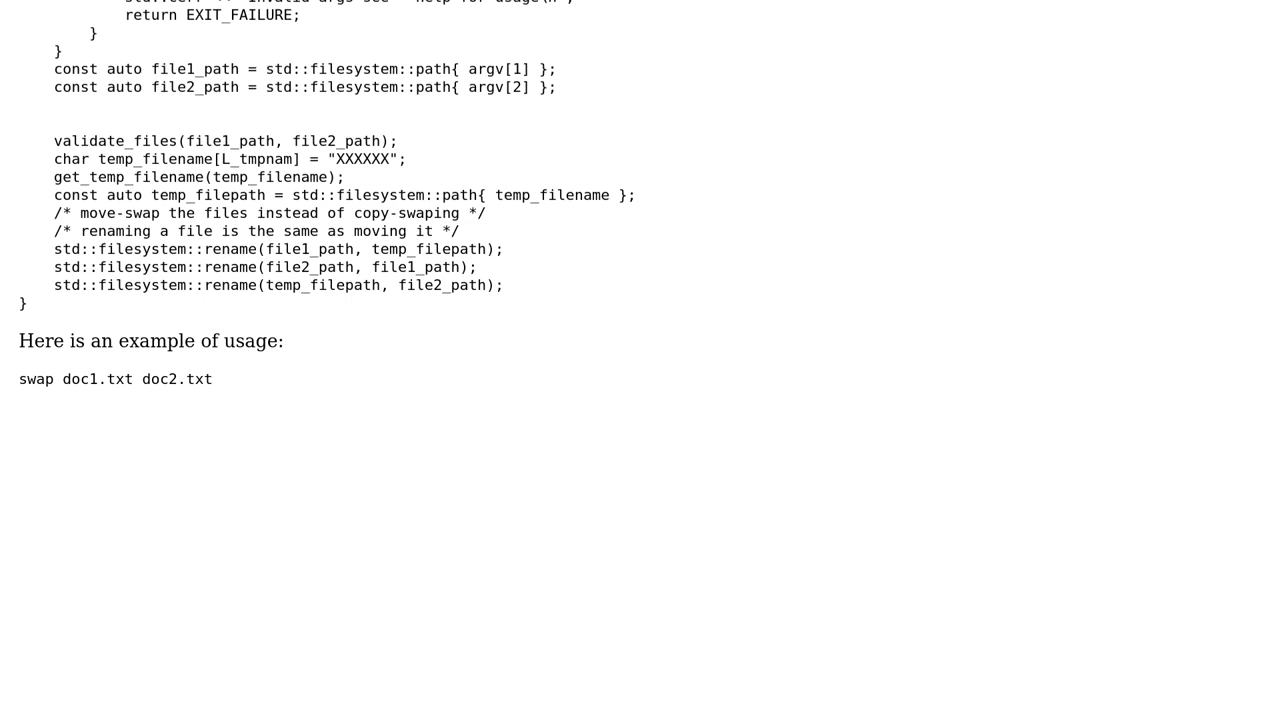 return EXIT_FAILURE;
        }
    }
    const auto file1_path = std::filesystem::path{ argv[1] };
    const auto file2_path = std::filesystem::path{ argv[2] };
    validate_files(file1_path, file2_path);
    char temp_filename[L_tmpnam] = "XXXXXX";
    get_temp_filename(temp_filename);
    const auto temp_filepath = std::filesystem::path{ temp_filename };
    /* move-swap the files instead of copy-swaping */
    /* renaming a file is the same as moving it */
    std::filesystem::rename(file1_path, temp_filepath);
    std::filesystem::rename(file2_path, file1_path);
    std::filesystem::rename(temp_filepath, file2_path);
}
Here is an example of usage:
swap doc1.txt doc2.txt